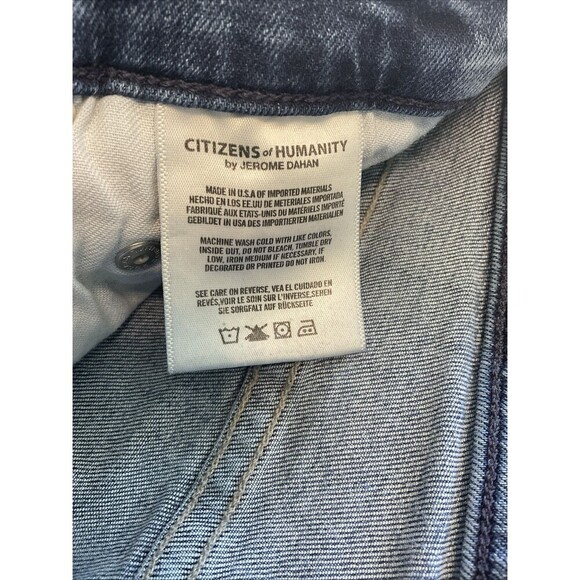 CITIZENS of HUMANITY
by JEROME DAHAN
MADE IN U.S.A OF IMPORTED MATERIALS
HECHO EN LOS EE.UU DE METERIALES IMPORTADA
FABRIQUÉ AUX ETATS-UNIS DU MATÉRIELS IMPORTÉ
GEBILDET IN USA DES IMPORTIERTEN MATERIALS
MACHINE WASH COLD WITH LIKE COLORS,
INSIDE OUT, DO NOT BLEACH, TUMBLE DRY
LOW, IRON MEDIUM IF NECESSARY, IF
DECORATED OR PRINTED DO NOT IRON.
SEE CARE ON REVERSE, VEA EL CUIDADO EN
REVÉS,VOIR LE SOIN SUR L'INVERSE,SEHEN
SIE SORGFALT AUF RÜCKSEITE